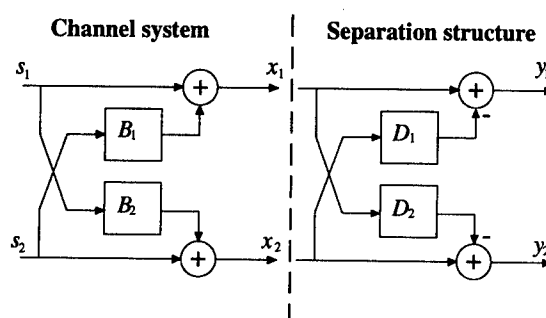 Channel system
Separation structure
s₁
x₁
+
+
-
B₁
D₁
B₂
D₂
-
s₂
x₂
+
+